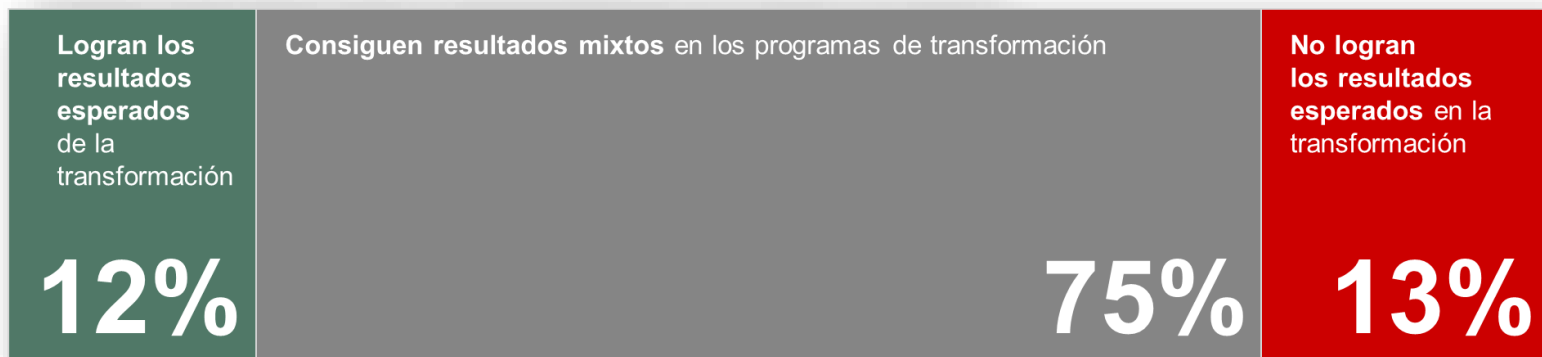 Logran los
resultados
esperados
de la
transformación
12%
Consiguen resultados mixtos en los programas de transformación
75%
No logran
los resultados
esperados en la
transformación
13%